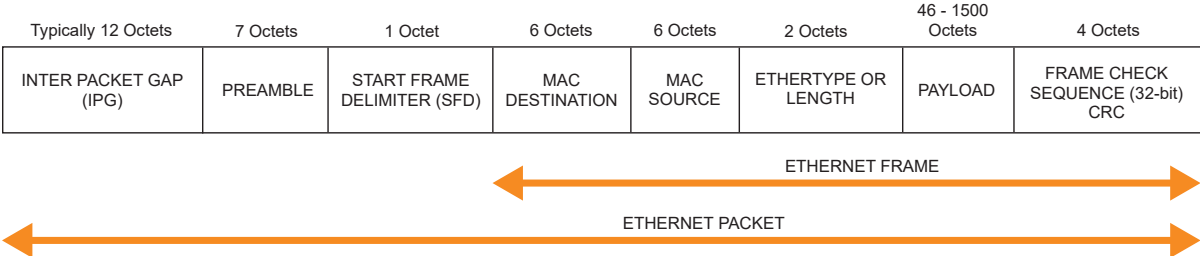 Typically 12 Octets
7 Octets
1 Octet
6 Octets
6 Octets
2 Octets
46 - 1500
Octets
4 Octets
INTER PACKET GAP
(IPG)
PREAMBLE
START FRAME
DELIMITER (SFD)
MAC
DESTINATION
MAC
SOURCE
ETHERTYPE OR
LENGTH
PAYLOAD
FRAME CHECK
SEQUENCE (32-bit)
CRC
ETHERNET FRAME
ETHERNET PACKET